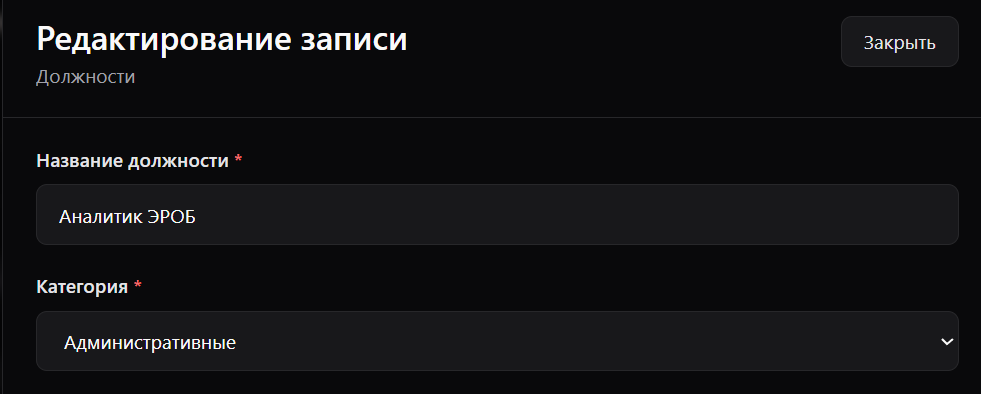 Редактирование записи
Закрыть
Должности
Название должности *
Аналитик ЭРОБ
Категория *
Административные